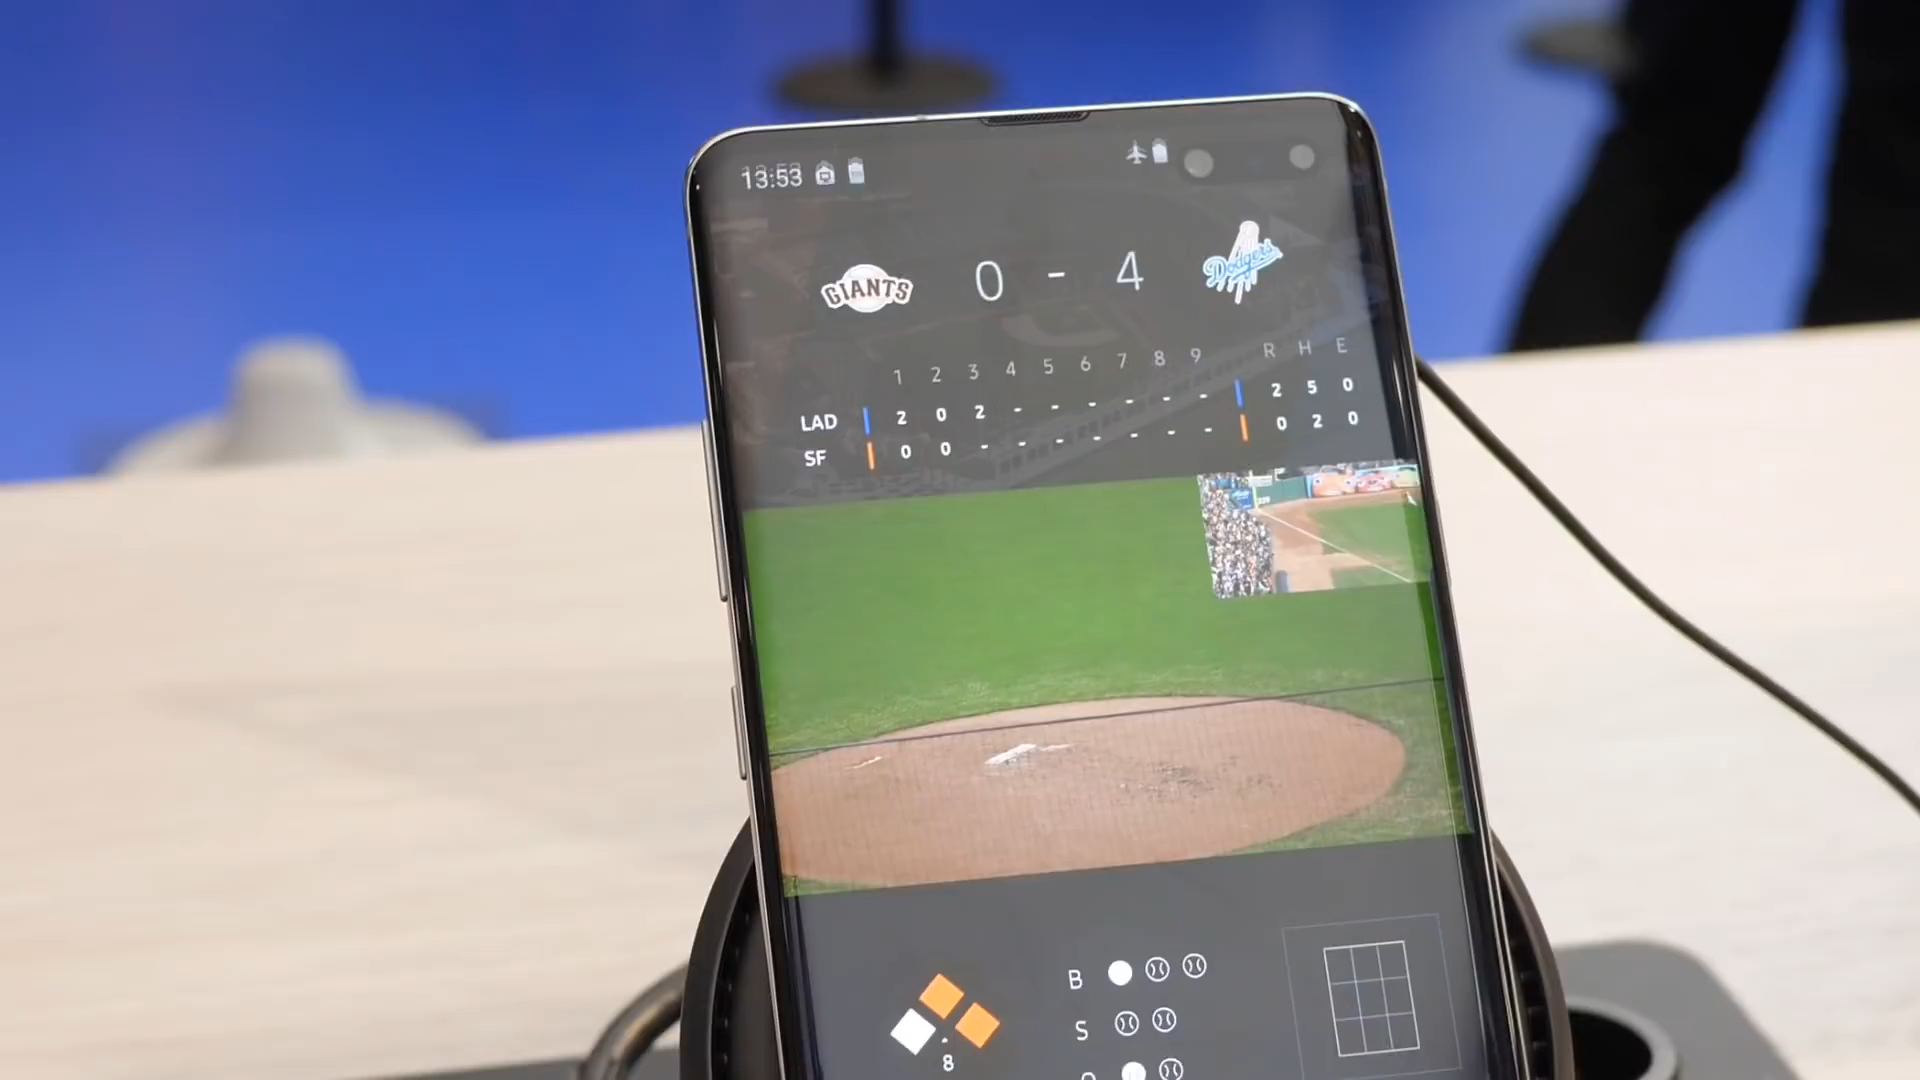 13:53
GIANTS 0 - 4 Dodgers
1 2 3 4 5 6 7 8 9 R H E
LAD 2 0 2 - - - - - - 2 5 0
SF 0 0 - - - - - - - 0 2 0
B
S
8